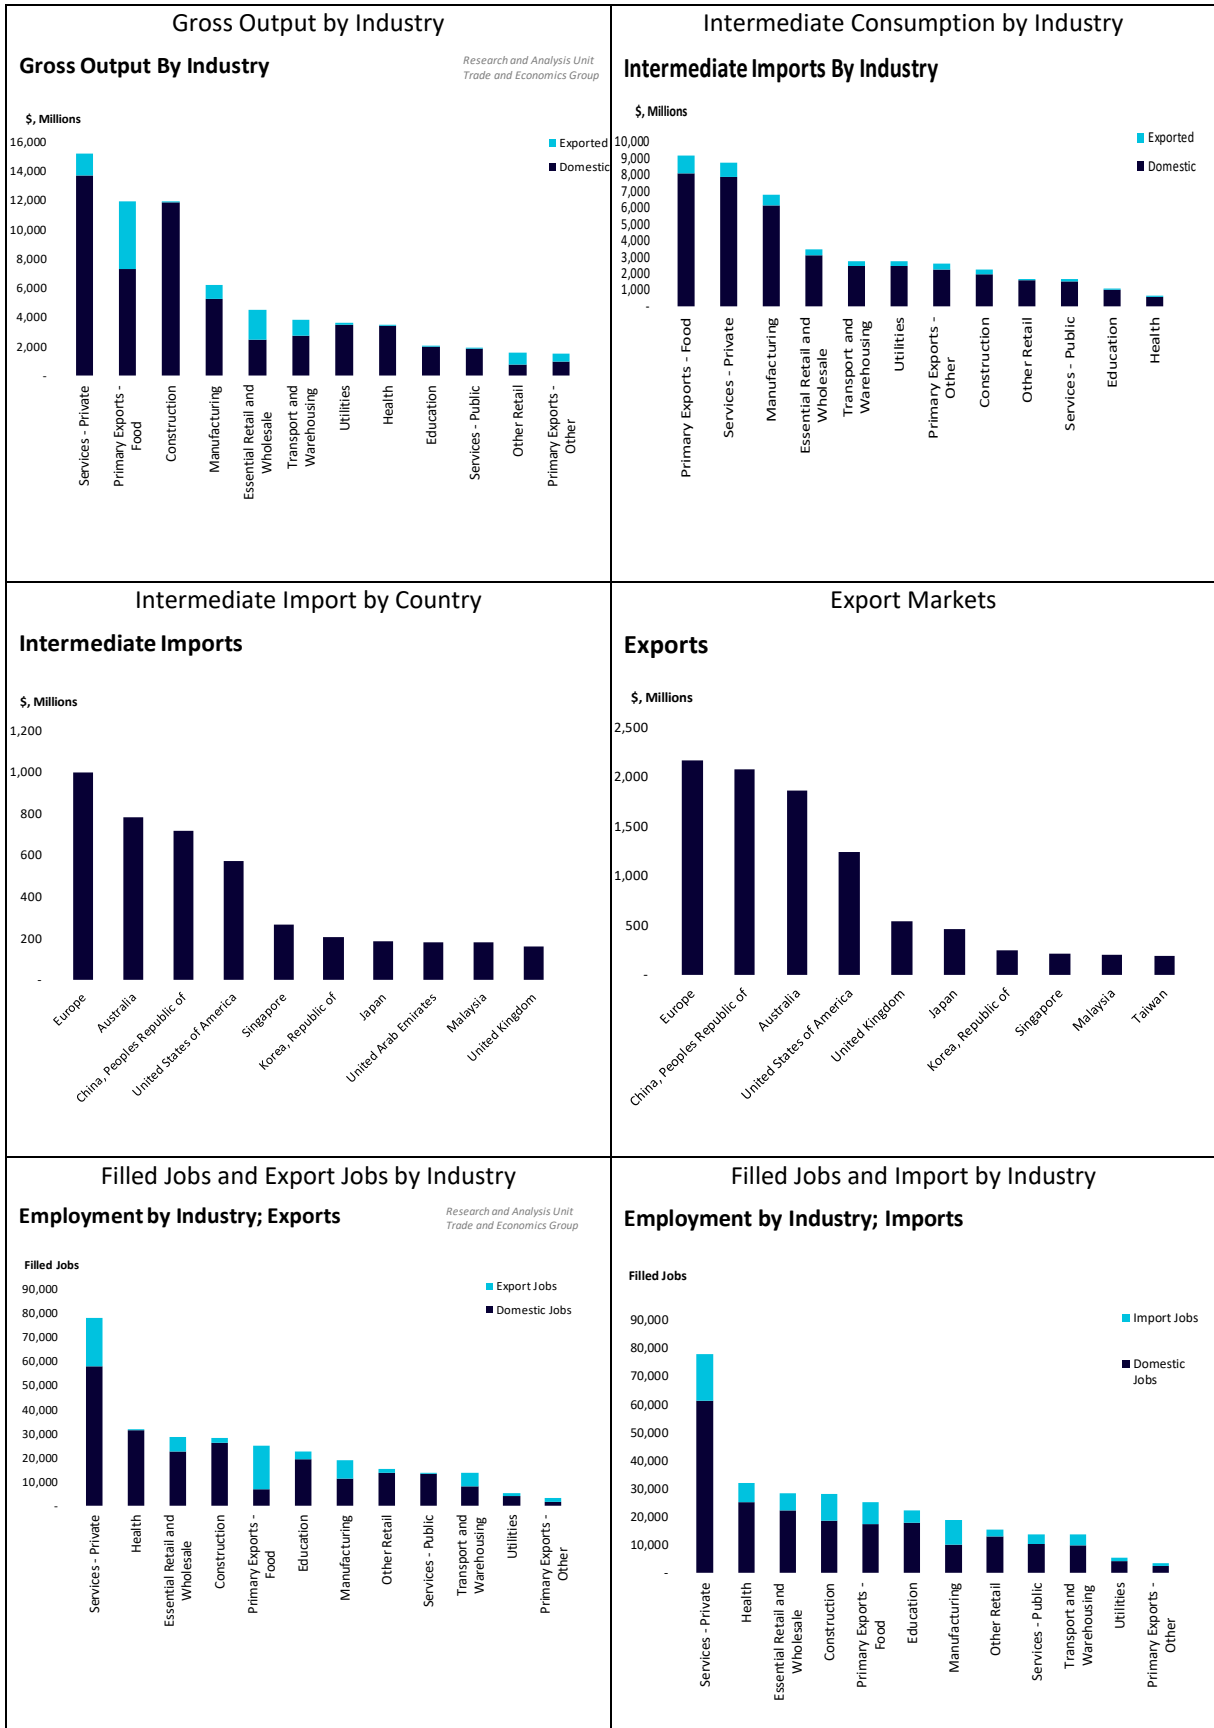 Gross Output by Industry
Gross Output By Industry
Research and Analysis Unit
Trade and Economics Group
$, Millions
16,000
14,000
12,000
10,000
8,000
6,000
4,000
2,000
-
Exported
Domestic
Services - Private
Primary Exports -
Food
Construction
Manufacturing
Essential Retail and
Wholesale
Transport and
Warehousing
Utilities
Health
Education
Services - Public
Other Retail
Primary Exports -
Other
Intermediate Consumption by Industry
Intermediate Imports By Industry
$, Millions
10,000
9,000
8,000
7,000
6,000
5,000
4,000
3,000
2,000
1,000
-
Exported
Domestic
Primary Exports - Food
Services - Private
Manufacturing
Essential Retail and
Wholesale
Transport and
Warehousing
Utilities
Primary Exports -
Other
Construction
Other Retail
Services - Public
Education
Health
Intermediate Import by Country
Intermediate Imports
$, Millions
1,200
1,000
800
600
400
200
-
Europe
Australia
China, Peoples Republic of
United States of America
Singapore
Korea, Republic of
Japan
United Arab Emirates
Malaysia
United Kingdom
Export Markets
Exports
$, Millions
2,500
2,000
1,500
1,000
500
-
Europe
China, Peoples Republic of
Australia
United States of America
United Kingdom
Japan
Korea, Republic of
Singapore
Malaysia
Taiwan
Filled Jobs and Export Jobs by Industry
Employment by Industry; Exports
Research and Analysis Unit
Trade and Economics Group
Filled Jobs
90,000
80,000
70,000
60,000
50,000
40,000
30,000
20,000
10,000
-
Export Jobs
Domestic Jobs
Services - Private
Health
Essential Retail and
Wholesale
Construction
Primary Exports -
Food
Education
Manufacturing
Other Retail
Services - Public
Transport and
Warehousing
Utilities
Primary Exports -
Other
Filled Jobs and Import by Industry
Employment by Industry; Imports
Filled Jobs
90,000
80,000
70,000
60,000
50,000
40,000
30,000
20,000
10,000
-
Import Jobs
Domestic
Jobs
Services - Private
Health
Essential Retail and
Wholesale
Construction
Primary Exports -
Food
Education
Manufacturing
Other Retail
Services - Public
Transport and
Warehousing
Utilities
Primary Exports -
Other